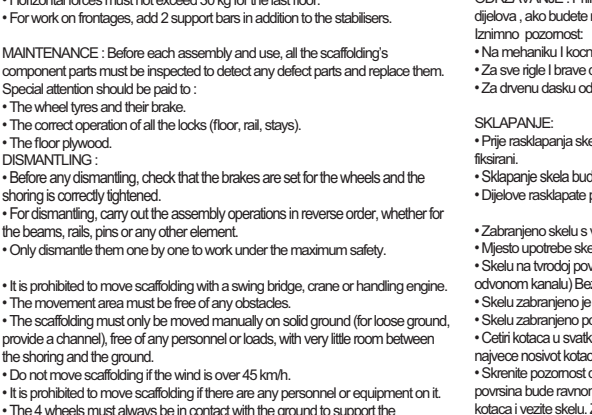 • Horizontal forces must not exceed 30 kg for the last floor.
• For work on frontages, add 2 support bars in addition to the stabilisers.
MAINTENANCE : Before each assembly and use, all the scaffolding's
component parts must be inspected to detect any defect parts and replace them.
Special attention should be paid to :
• The wheel tyres and their brake.
• The correct operation of all the locks (floor, rail, stays).
• The floor plywood.
DISMANTLING :
• Before any dismantling, check that the brakes are set for the wheels and the
shoring is correctly tightened.
• For dismantling, carry out the assembly operations in reverse order, whether for
the beams, rails, pins or any other element.
• Only dismantle them one by one to work under the maximum safety.
• It is prohibited to move scaffolding with a swing bridge, crane or handling engine.
• The movement area must be free of any obstacles.
• The scaffolding must only be moved manually on solid ground (for loose ground,
provide a channel), free of any personnel or loads, with very little room between
the shoring and the ground.
• Do not move scaffolding if the wind is over 45 km/h.
• It is prohibited to move scaffolding if there are any personnel or equipment on it.
• The 4 wheels must always be in contact with the ground to support the
dijelova , ako budete
Iznimno pozornost:
• Na mehaniku I kocn
• Za sve rigle I brave
• Za drvenu dasku od
SKLAPANJE:
• Prije rasklapanja ske
fiksirani.
• Sklapanje skela bud
• Dijelove rasklapate
• Zabranjeno skelu s
• Mjesto upotrebe ske
• Skelu na tvrodoj pov
odvonom kanalu) Bez
• Skelu zabranjeno je
• Skelu zabranjeno po
• Cetiri kotaca u svatk
najvece nosivot kotac
• Skrenite pozornost
povrsina bude ravnom
kotaca i vezite skelu.